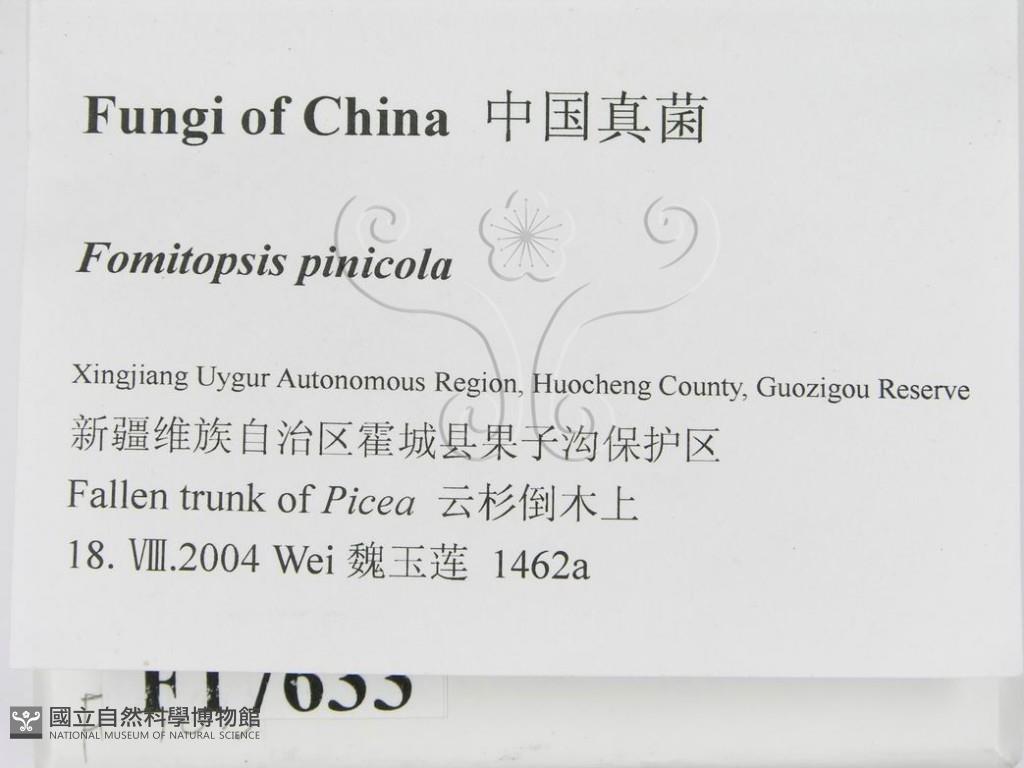 Fungi of China 中国真菌
Fomitopsis pinicola
Xingjiang Uygur Autonomous Region, Huocheng County, Guozigou Reserve
新疆维族自治区霍城县果子沟保护区
Fallen trunk of Picea 云杉倒木上
18. Ⅷ.2004 Wei 魏玉莲 1462a
國立自然科學博物館
NATIONAL MUSEUM OF NATURAL SCIENCE